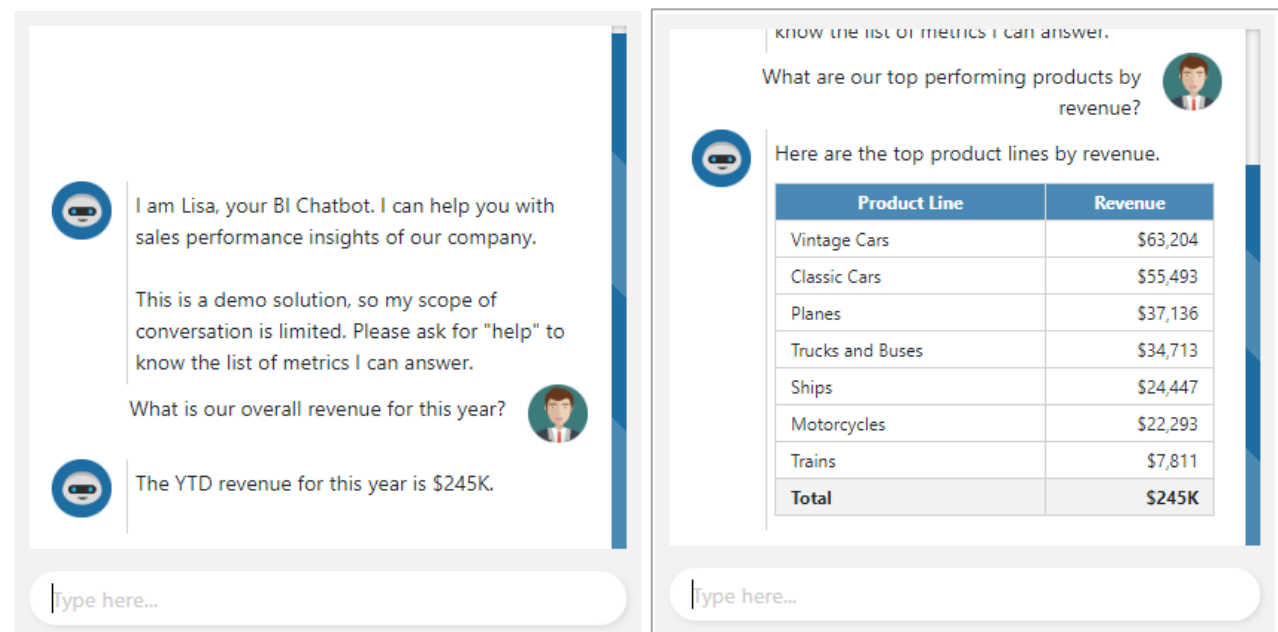 I am Lisa, your BI Chatbot. I can help you with
sales performance insights of our company.
This is a demo solution, so my scope of
conversation is limited. Please ask for "help" to
know the list of metrics I can answer.
What is our overall revenue for this year?
The YTD revenue for this year is $245K.
Type here...
know the list of metrics I can answer.
What are our top performing products by
revenue?
Here are the top product lines by revenue.
Product Line Revenue
Vintage Cars $63,204
Classic Cars $55,493
Planes $37,136
Trucks and Buses $34,713
Ships $24,447
Motorcycles $22,293
Trains $7,811
Total $245K
Type here...